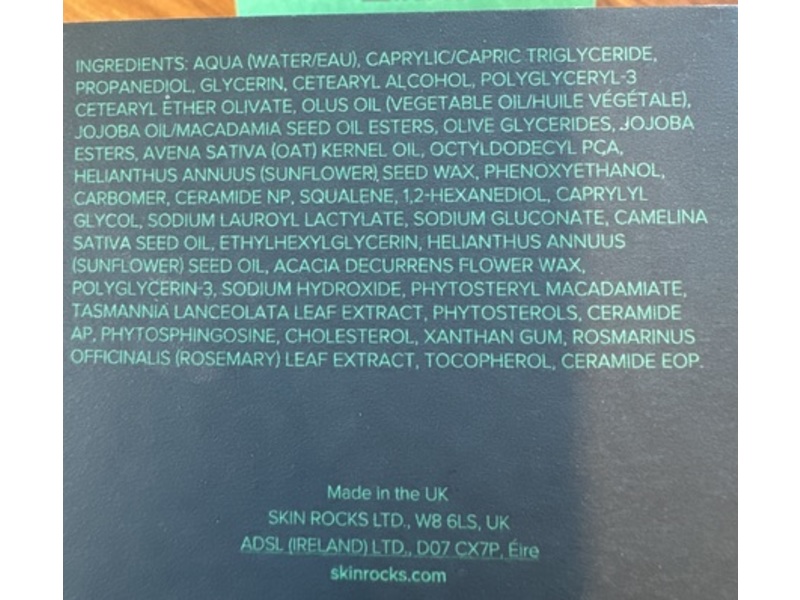 INGREDIENTS: AQUA (WATER/EAU), CAPRYLIC/CAPRIC TRIGLYCERIDE,
PROPANEDIOL, GLYCERIN, CETEARYL ALCOHOL, POLYGLYCERYL-3
CETEARYL ETHER OLIVATE, OLUS OIL (VEGETABLE OIL/HUILE VÉGÉTALE),
JOJOBA OIL/MACADAMIA SEED OIL ESTERS, OLIVE GLYCERIDES, JOJOBA
ESTERS, AVENA SATIVA (OAT) KERNEL OIL, OCTYLDODECYL PCA,
HELIANTHUS ANNUUS (SUNFLOWER) SEED WAX, PHENOXYETHANOL,
CARBOMER, CERAMIDE NP, SQUALENE, 1,2-HEXANEDIOL, CAPRYLYL
GLYCOL, SODIUM LAUROYL LACTYLATE, SODIUM GLUCONATE, CAMELINA
SATIVA SEED OIL, ETHYLHEXYLGLYCERIN, HELIANTHUS ANNUUS
(SUNFLOWER) SEED OIL, ACACIA DECURRENS FLOWER WAX,
POLYGLYCERIN-3, SODIUM HYDROXIDE, PHYTOSTERYL MACADAMIATE,
TASMANNIA LANCEOLATA LEAF EXTRACT, PHYTOSTEROLS, CERAMIDE
AP, PHYTOSPHINGOSINE, CHOLESTEROL, XANTHAN GUM, ROSMARINUS
OFFICINALIS (ROSEMARY) LEAF EXTRACT, TOCOPHEROL, CERAMIDE EOP.
Made in the UK
SKIN ROCKS LTD., W8 6LS, UK
ADSL (IRELAND) LTD., D07 CX7P, Éire
skinrocks.com